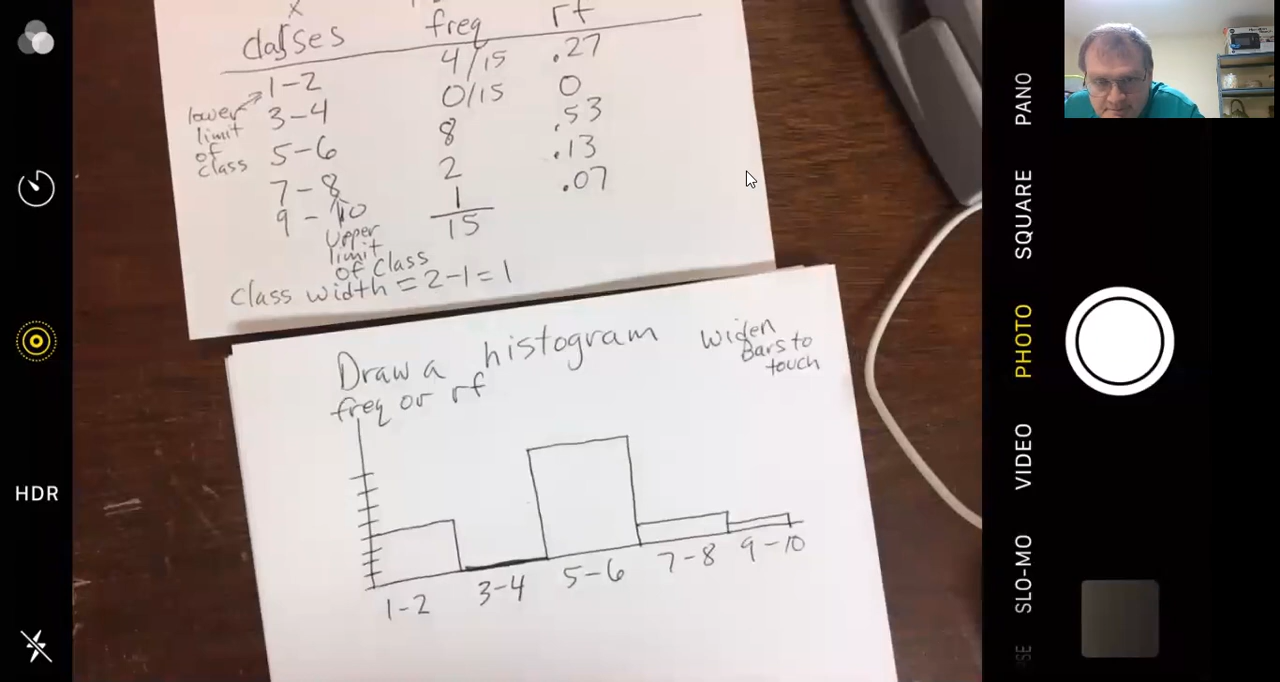 x
classes freq rf
1-2 4/15 .27
3-4 0/15 0
5-6 8 .53
7-8 2 .13
9-10 1 .07
15
lower
limit
of
class
Upper
limit
of Class
Class width = 2-1=1
Draw a histogram
freq or rf
widen
bars to
touch
1-2 3-4 5-6 7-8 9-10
HDR
PANO
SQUARE
PHOTO
VIDEO
SLO-MO